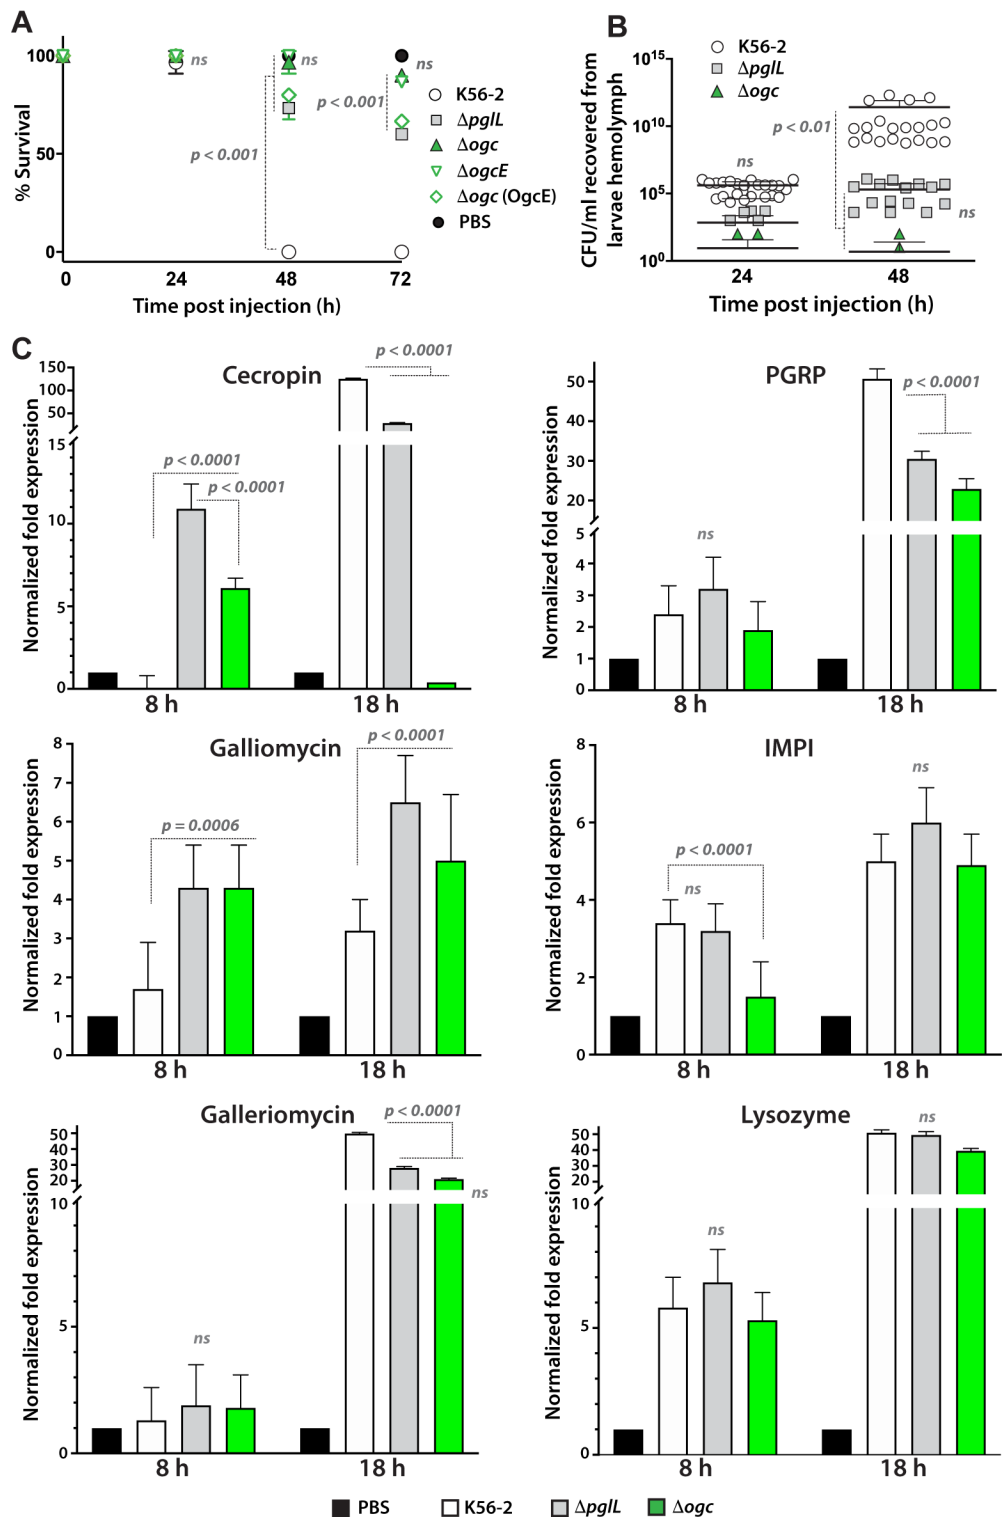 A
% Survival
100
50
0
ns
ns
ns
p < 0.001
p < 0.001
0
24
48
72
Time post injection (h)
K56-2
ΔpglL
Δogc
ΔogcE
Δogc (OgcE)
PBS
B
CFU/ml recovered from
larvae hemolymph
10¹⁵
10¹⁰
10⁵
10⁰
K56-2
ΔpglL
Δogc
p < 0.01
ns
ns
24
48
Time post injection (h)
C
Cecropin
Normalized fold expression
150
100
50
15
10
5
0
p < 0.0001
p < 0.0001
p < 0.0001
8 h
18 h
PGRP
Normalized fold expression
50
40
30
20
5
4
3
2
1
0
ns
p < 0.0001
8 h
18 h
Galliomycin
Normalized fold expression
8
7
6
5
4
3
2
1
0
p = 0.0006
p < 0.0001
8 h
18 h
IMPI
Normalized fold expression
8
6
4
2
0
p < 0.0001
ns
ns
8 h
18 h
Galleriomycin
Normalized fold expression
50
40
30
20
10
5
0
ns
p < 0.0001
ns
8 h
18 h
Lysozyme
Normalized fold expression
50
40
30
20
10
5
0
ns
ns
8 h
18 h
PBS
K56-2
ΔpglL
Δogc